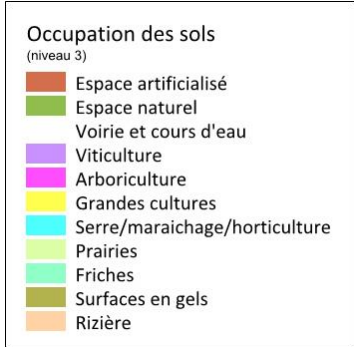 Occupation des sols
(niveau 3)
Espace artificialisé
Espace naturel
Voirie et cours d'eau
Viticulture
Arboriculture
Grandes cultures
Serre/maraichage/horticulture
Prairies
Friches
Surfaces en gels
Rizière